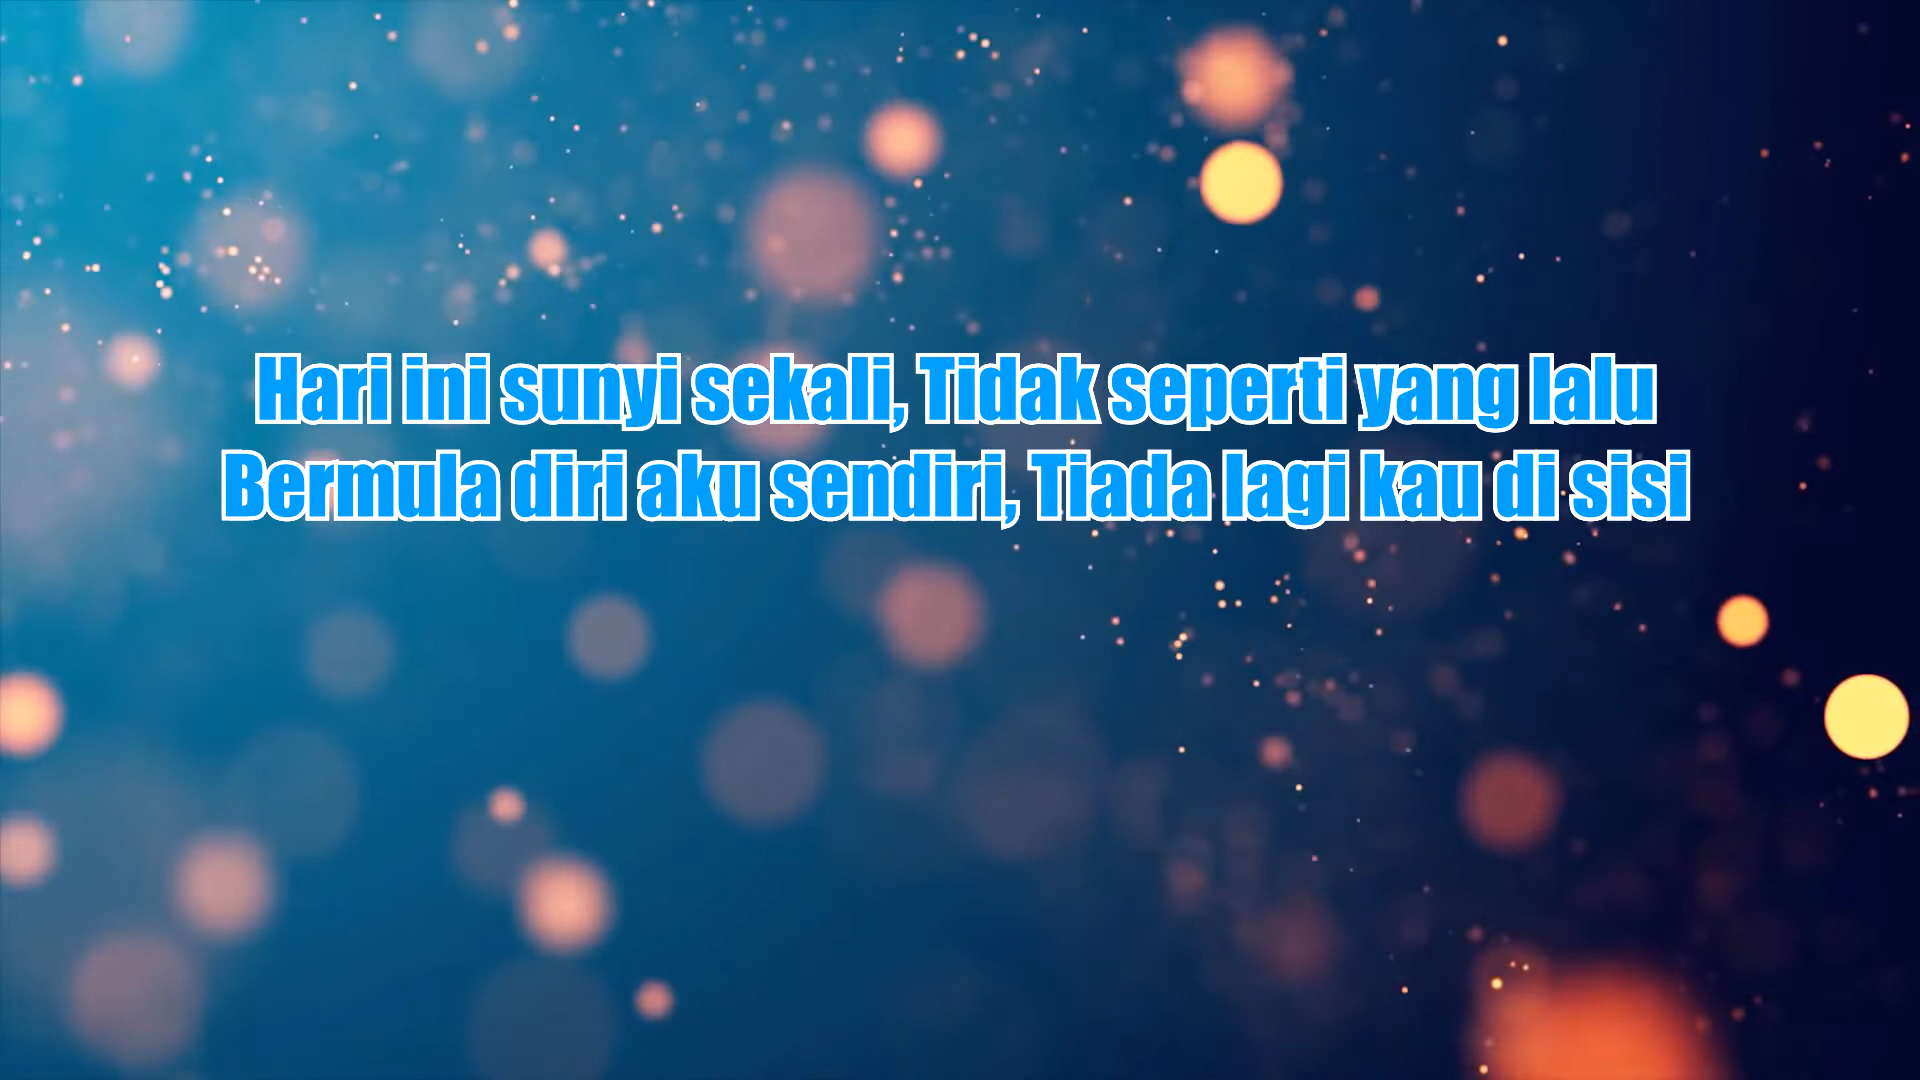 Hari ini sunyi sekali, Tidak seperti yang lalu
Bermula diri aku sendiri, Tiada lagi kau di sisi